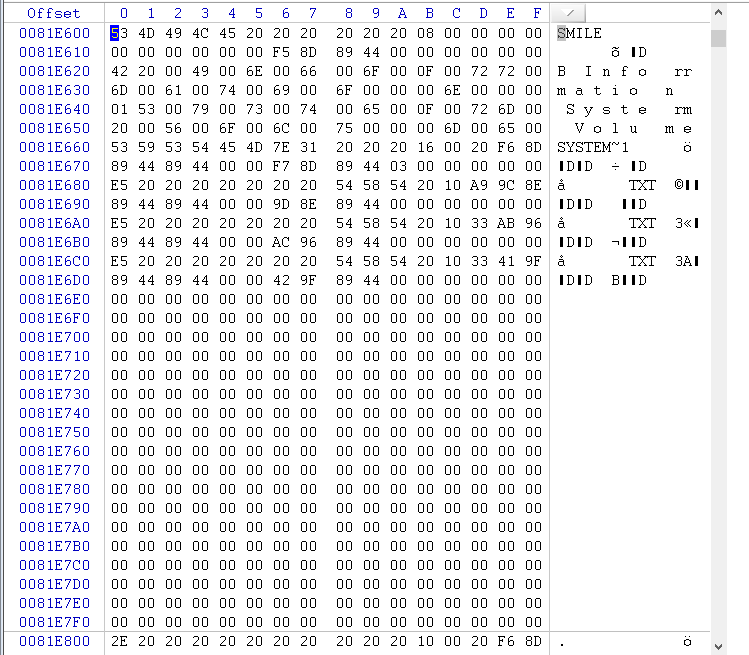 Offset 0 1 2 3 4 5 6 7 8 9 A B C D E F
0081E600 53 4D 49 4C 45 20 20 20 20 20 20 08 00 00 00 00 SMILE
0081E610 00 00 00 00 00 00 F5 8D 89 44 00 00 00 00 00 00 õ D
0081E620 42 20 00 49 00 6E 00 66 00 6F 00 0F 00 72 72 00 B I n f o rr
0081E630 6D 00 61 00 74 00 69 00 6F 00 00 00 6E 00 00 00 m a t i o n
0081E640 01 53 00 79 00 73 00 74 00 65 00 0F 00 72 6D 00 S y s t e rm
0081E650 20 00 56 00 6F 00 6C 00 75 00 00 00 6D 00 65 00 V o l u m e
0081E660 53 59 53 54 45 4D 7E 31 20 20 20 16 00 20 F6 8D SYSTEM~1 ö
0081E670 89 44 89 44 00 00 F7 8D 89 44 03 00 00 00 00 00 D D ÷ D
0081E680 E5 20 20 20 20 20 20 20 54 58 54 20 10 A9 9C 8E å TXT ©
0081E690 89 44 89 44 00 00 9D 8E 89 44 00 00 00 00 00 00 D D D
0081E6A0 E5 20 20 20 20 20 20 20 54 58 54 20 10 33 AB 96 å TXT 3«
0081E6B0 89 44 89 44 00 00 AC 96 89 44 00 00 00 00 00 00 D D ¬ D
0081E6C0 E5 20 20 20 20 20 20 20 54 58 54 20 10 33 41 9F å TXT 3A
0081E6D0 89 44 89 44 00 00 42 9F 89 44 00 00 00 00 00 00 D D B D
0081E6E0 00 00 00 00 00 00 00 00 00 00 00 00 00 00 00 00
0081E6F0 00 00 00 00 00 00 00 00 00 00 00 00 00 00 00 00
0081E700 00 00 00 00 00 00 00 00 00 00 00 00 00 00 00 00
0081E710 00 00 00 00 00 00 00 00 00 00 00 00 00 00 00 00
0081E720 00 00 00 00 00 00 00 00 00 00 00 00 00 00 00 00
0081E730 00 00 00 00 00 00 00 00 00 00 00 00 00 00 00 00
0081E740 00 00 00 00 00 00 00 00 00 00 00 00 00 00 00 00
0081E750 00 00 00 00 00 00 00 00 00 00 00 00 00 00 00 00
0081E760 00 00 00 00 00 00 00 00 00 00 00 00 00 00 00 00
0081E770 00 00 00 00 00 00 00 00 00 00 00 00 00 00 00 00
0081E780 00 00 00 00 00 00 00 00 00 00 00 00 00 00 00 00
0081E790 00 00 00 00 00 00 00 00 00 00 00 00 00 00 00 00
0081E7A0 00 00 00 00 00 00 00 00 00 00 00 00 00 00 00 00
0081E7B0 00 00 00 00 00 00 00 00 00 00 00 00 00 00 00 00
0081E7C0 00 00 00 00 00 00 00 00 00 00 00 00 00 00 00 00
0081E7D0 00 00 00 00 00 00 00 00 00 00 00 00 00 00 00 00
0081E7E0 00 00 00 00 00 00 00 00 00 00 00 00 00 00 00 00
0081E7F0 00 00 00 00 00 00 00 00 00 00 00 00 00 00 00 00
0081E800 2E 20 20 20 20 20 20 20 20 20 20 10 00 20 F6 8D . ö